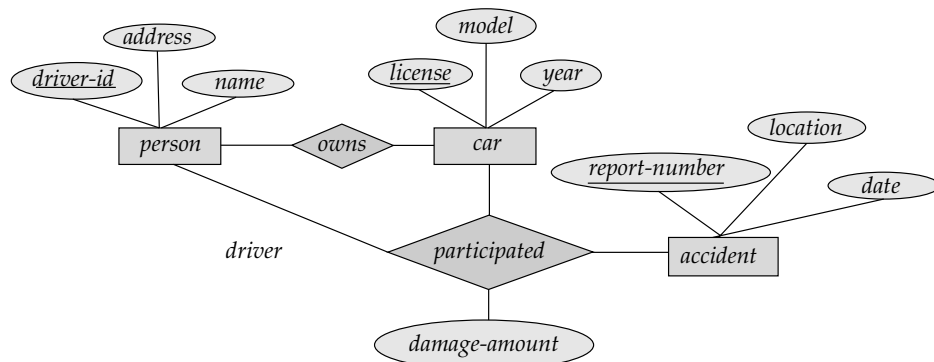 model
address
driver-id
name
license
year
person
owns
car
location
report-number
date
driver
participated
accident
damage-amount